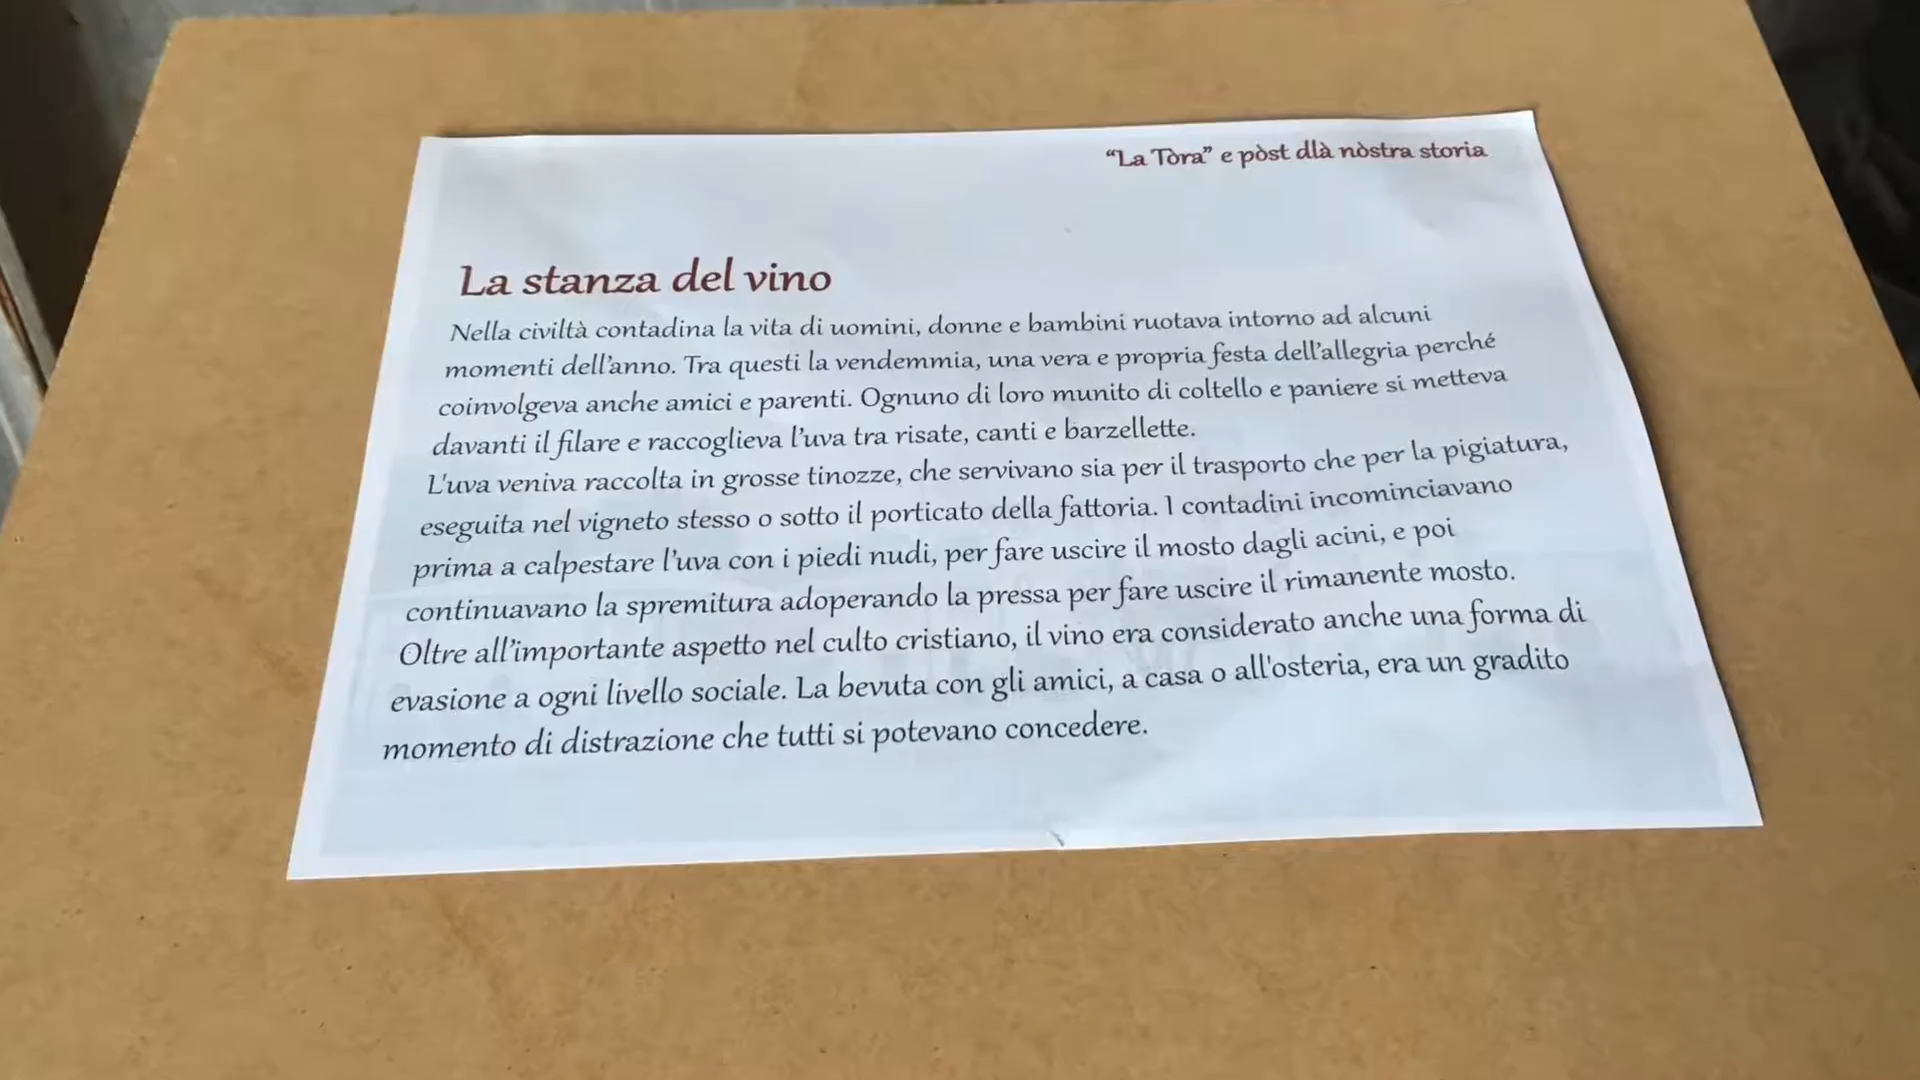 “La Tòra” e pòst dlà nòstra storia
La stanza del vino
Nella civiltà contadina la vita di uomini, donne e bambini ruotava intorno ad alcuni
momenti dell’anno. Tra questi la vendemmia, una vera e propria festa dell’allegria perché
coinvolgeva anche amici e parenti. Ognuno di loro munito di coltello e paniere si metteva
davanti il filare e raccoglieva l’uva tra risate, canti e barzellette.
L'uva veniva raccolta in grosse tinozze, che servivano sia per il trasporto che per la pigiatura,
eseguita nel vigneto stesso o sotto il porticato della fattoria. I contadini incominciavano
prima a calpestare l’uva con i piedi nudi, per fare uscire il mosto dagli acini, e poi
continuavano la spremitura adoperando la pressa per fare uscire il rimanente mosto.
Oltre all’importante aspetto nel culto cristiano, il vino era considerato anche una forma di
evasione a ogni livello sociale. La bevuta con gli amici, a casa o all'osteria, era un gradito
momento di distrazione che tutti si potevano concedere.